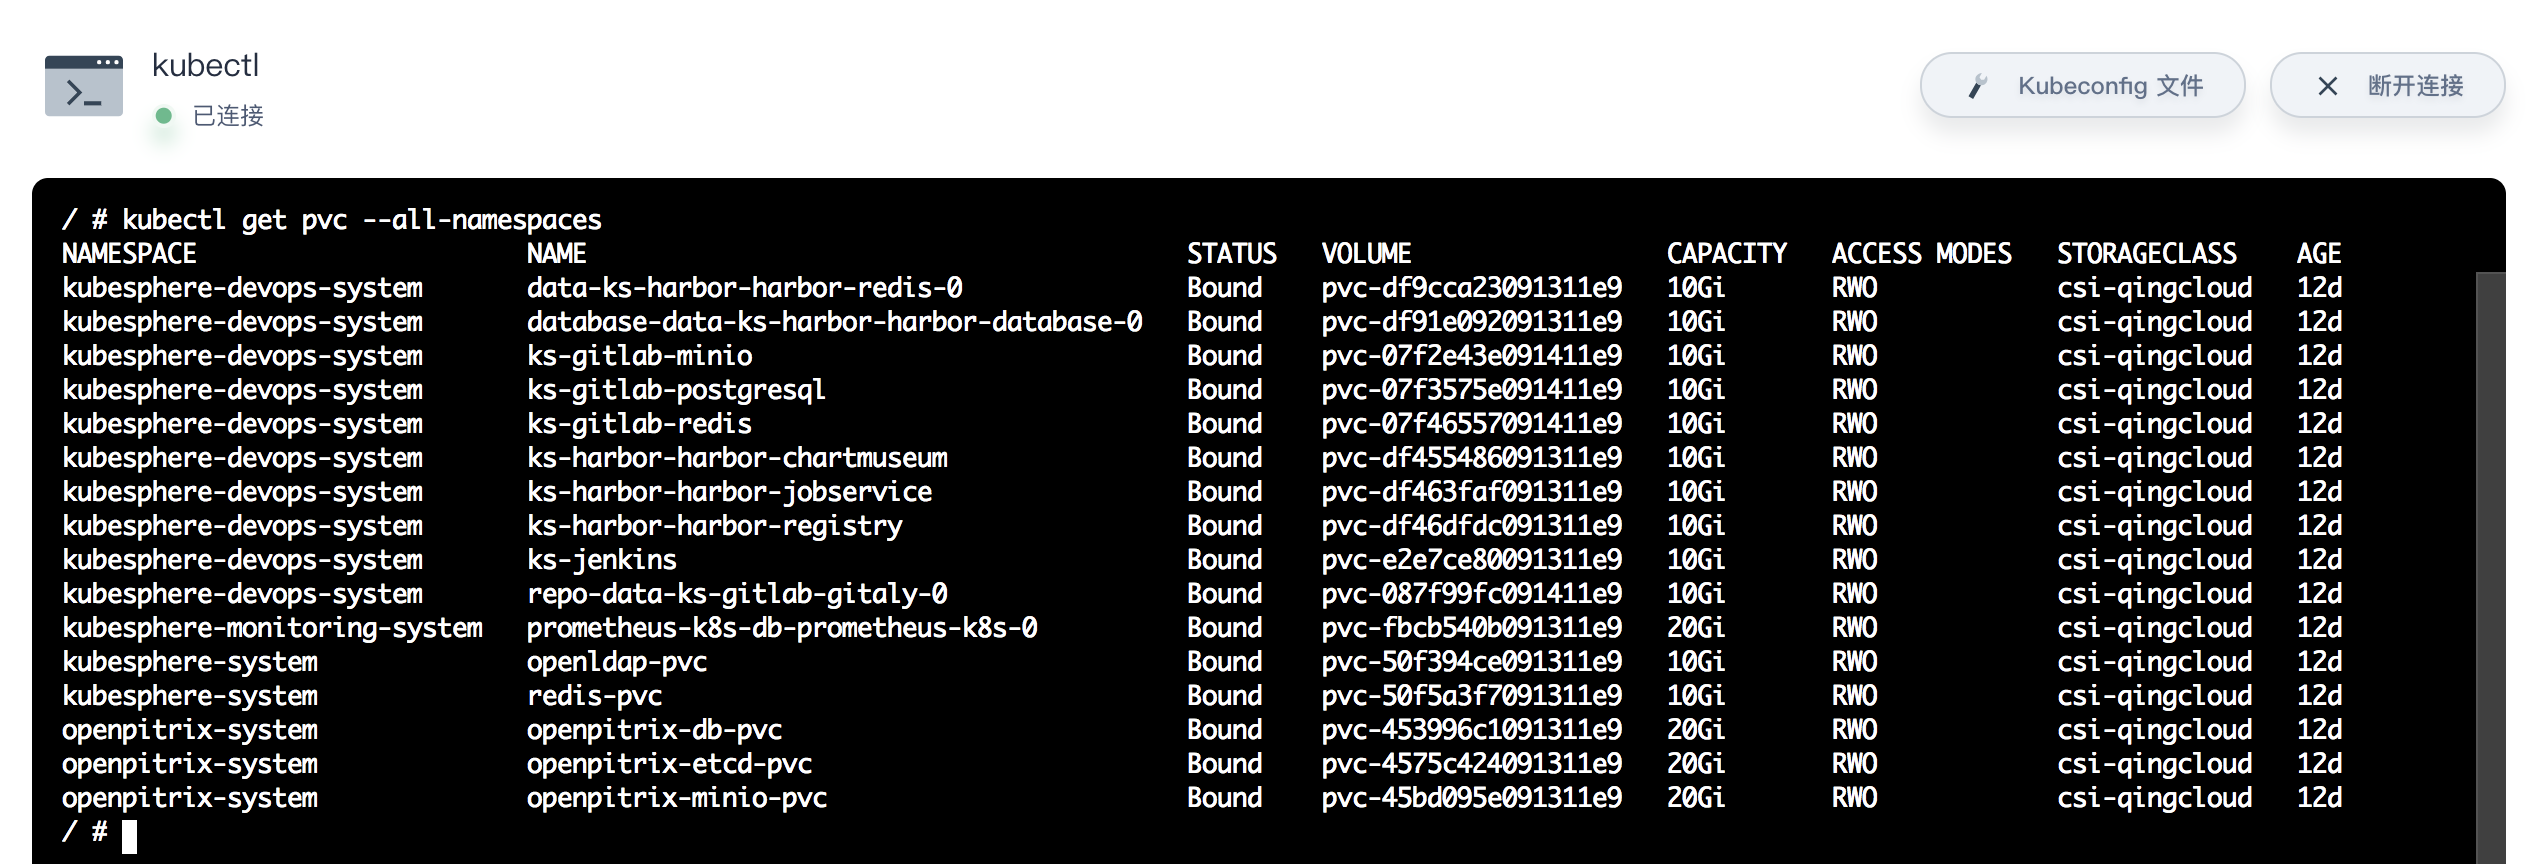 kubectl
已连接
Kubeconfig 文件
断开连接
/ # kubectl get pvc --all-namespaces
NAMESPACE NAME STATUS VOLUME CAPACITY ACCESS MODES STORAGECLASS AGE
kubesphere-devops-system data-ks-harbor-harbor-redis-0 Bound pvc-df9cca23091311e9 10Gi RWO csi-qingcloud 12d
kubesphere-devops-system database-data-ks-harbor-harbor-database-0 Bound pvc-df91e092091311e9 10Gi RWO csi-qingcloud 12d
kubesphere-devops-system ks-gitlab-minio Bound pvc-07f2e43e091411e9 10Gi RWO csi-qingcloud 12d
kubesphere-devops-system ks-gitlab-postgresql Bound pvc-07f3575e091411e9 10Gi RWO csi-qingcloud 12d
kubesphere-devops-system ks-gitlab-redis Bound pvc-07f46557091411e9 10Gi RWO csi-qingcloud 12d
kubesphere-devops-system ks-harbor-harbor-chartmuseum Bound pvc-df455486091311e9 10Gi RWO csi-qingcloud 12d
kubesphere-devops-system ks-harbor-harbor-jobservice Bound pvc-df463faf091311e9 10Gi RWO csi-qingcloud 12d
kubesphere-devops-system ks-harbor-harbor-registry Bound pvc-df46dfdc091311e9 10Gi RWO csi-qingcloud 12d
kubesphere-devops-system ks-jenkins Bound pvc-e2e7ce80091311e9 10Gi RWO csi-qingcloud 12d
kubesphere-devops-system repo-data-ks-gitlab-gitaly-0 Bound pvc-087f99fc091411e9 10Gi RWO csi-qingcloud 12d
kubesphere-monitoring-system prometheus-k8s-db-prometheus-k8s-0 Bound pvc-fbcb540b091311e9 20Gi RWO csi-qingcloud 12d
kubesphere-system openldap-pvc Bound pvc-50f394ce091311e9 10Gi RWO csi-qingcloud 12d
kubesphere-system redis-pvc Bound pvc-50f5a3f7091311e9 10Gi RWO csi-qingcloud 12d
openpitrix-system openpitrix-db-pvc Bound pvc-453996c1091311e9 20Gi RWO csi-qingcloud 12d
openpitrix-system openpitrix-etcd-pvc Bound pvc-4575c424091311e9 20Gi RWO csi-qingcloud 12d
openpitrix-system openpitrix-minio-pvc Bound pvc-45bd095e091311e9 20Gi RWO csi-qingcloud 12d
/ #